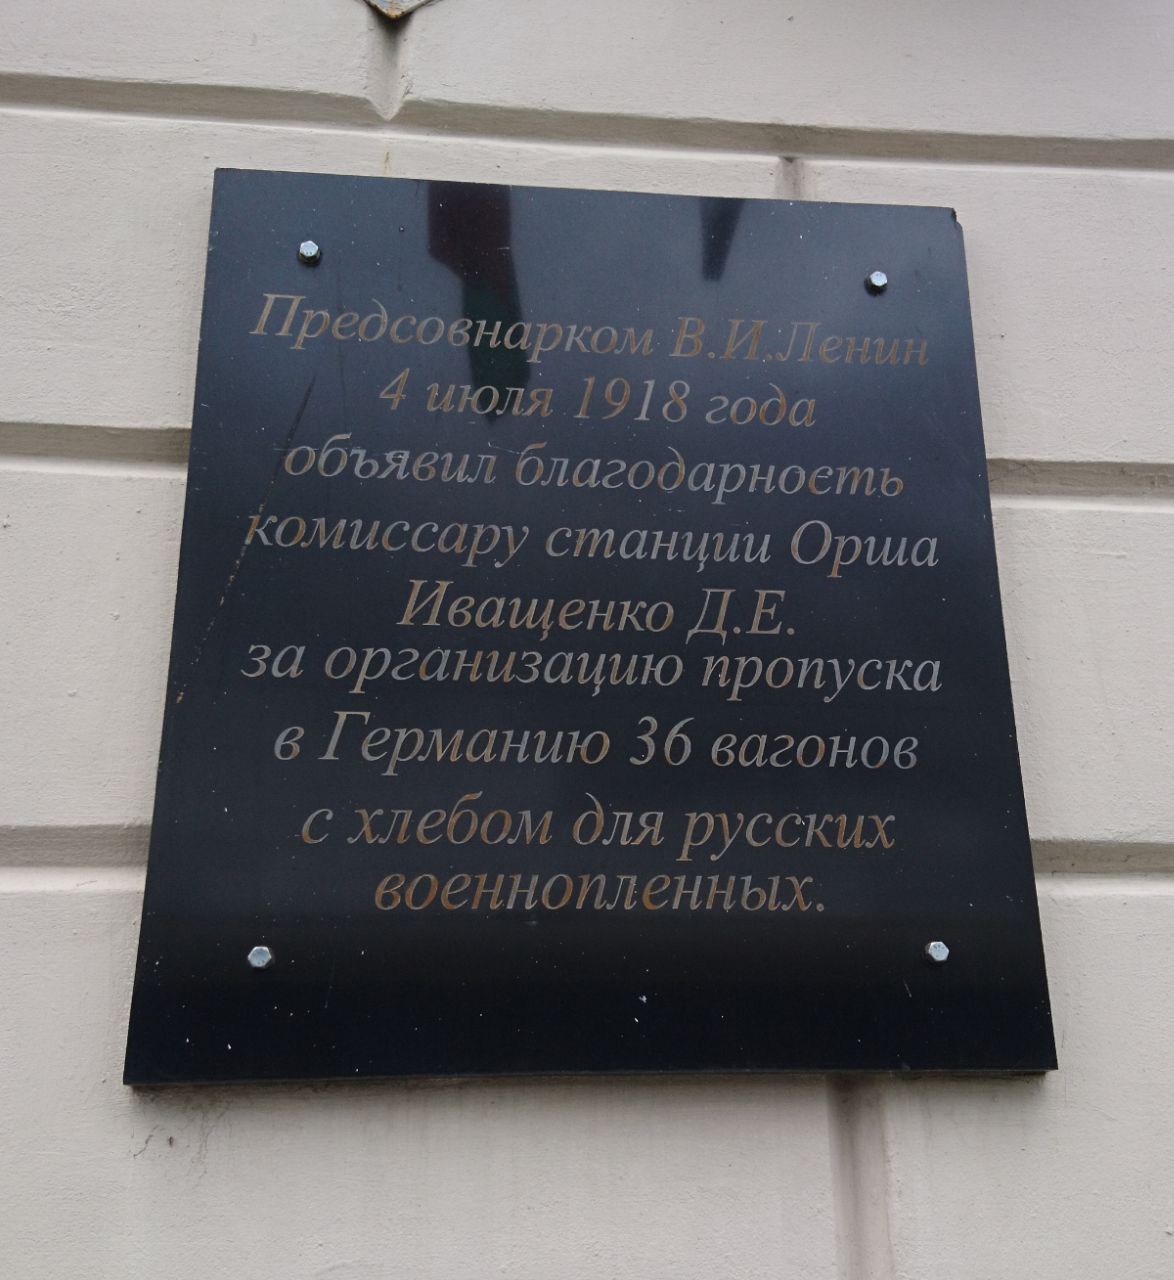 Предсовнарком В.И.Ленин
4 июля 1918 года
объявил благодарность
комиссару станции Орша
Иващенко Д.Е.
за организацию пропуска
в Германию 36 вагонов
с хлебом для русских
военнопленных.